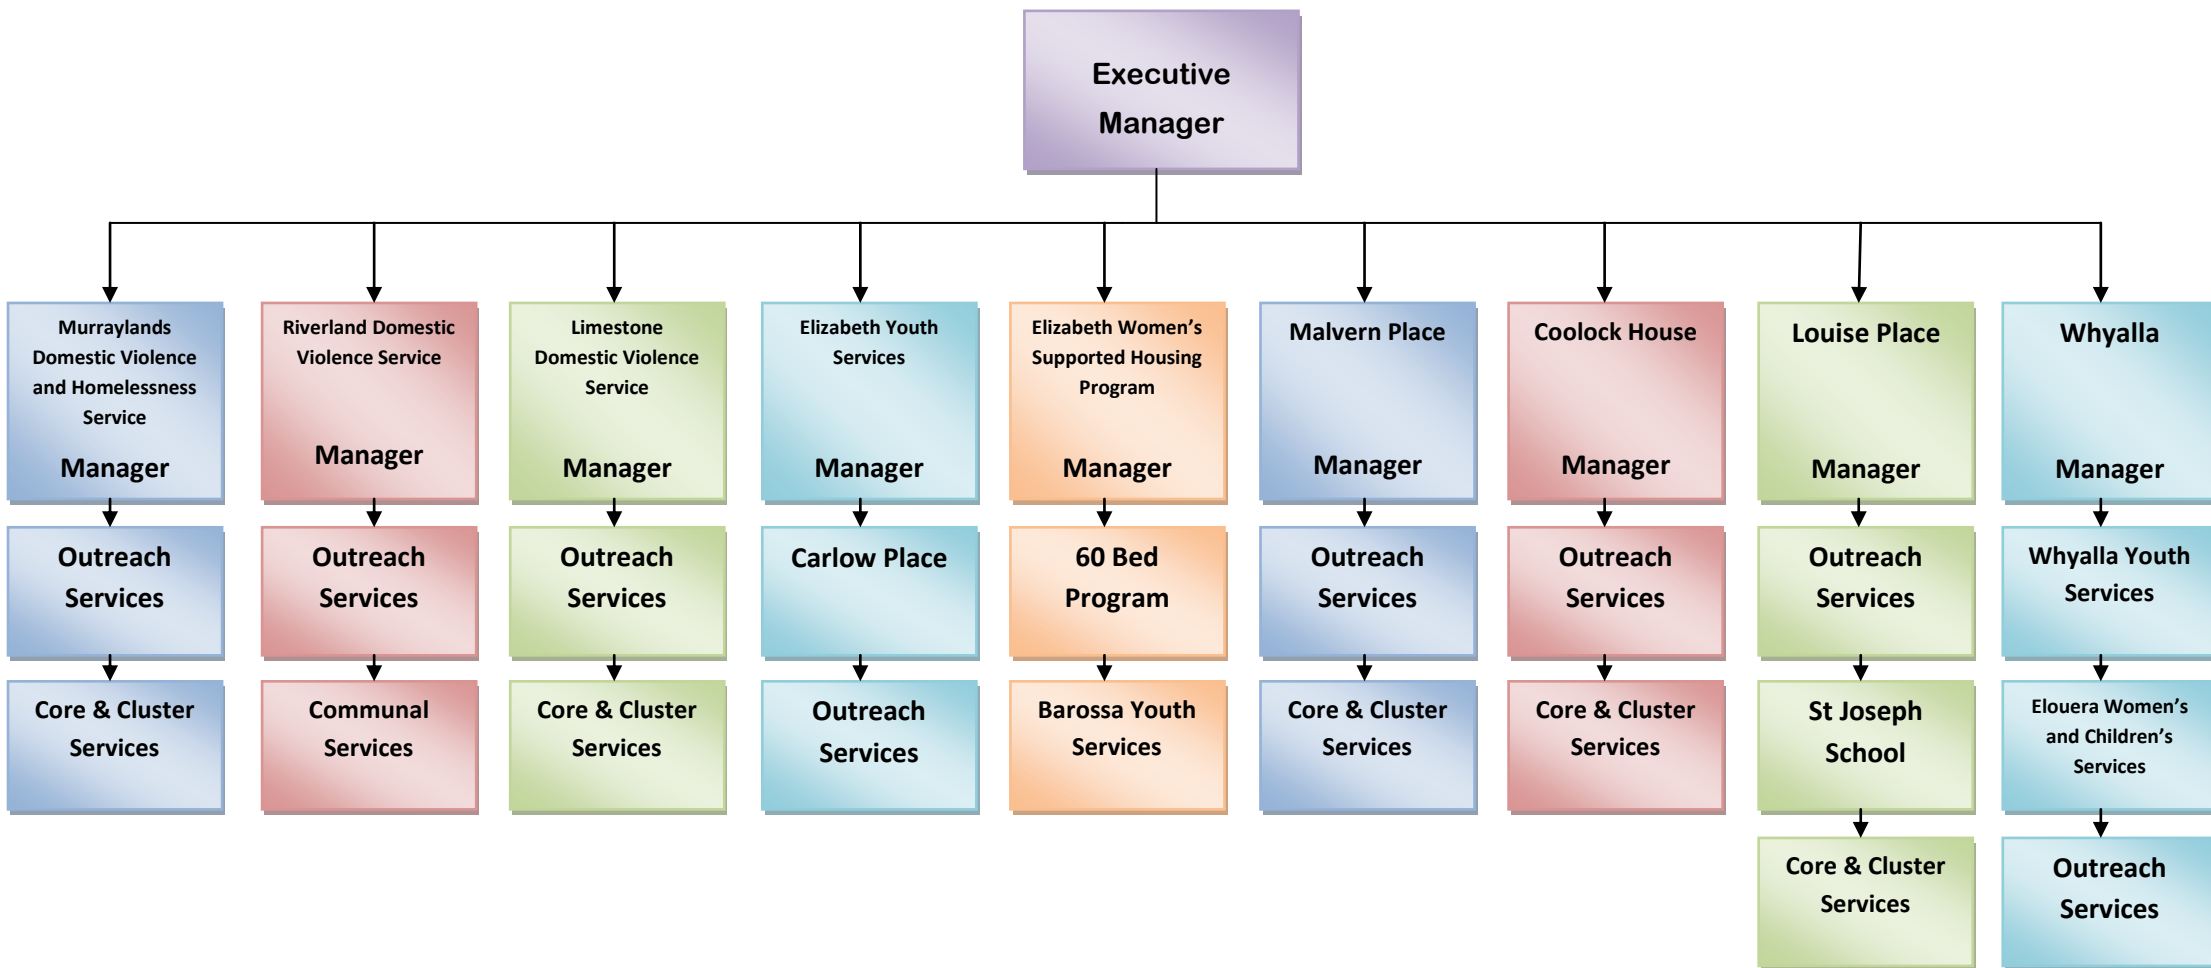 Executive
Manager
Murraylands
Domestic Violence
and Homelessness
Service
Manager
Riverland Domestic
Violence Service
Manager
Limestone
Domestic Violence
Service
Manager
Elizabeth Youth
Services
Manager
Elizabeth Women’s
Supported Housing
Program
Manager
Malvern Place
Manager
Coolock House
Manager
Louise Place
Manager
Whyalla
Manager
Outreach
Services
Outreach
Services
Outreach
Services
Carlow Place
60 Bed
Program
Outreach
Services
Outreach
Services
Outreach
Services
Whyalla Youth
Services
Core & Cluster
Services
Communal
Services
Core & Cluster
Services
Outreach
Services
Barossa Youth
Services
Core & Cluster
Services
Core & Cluster
Services
St Joseph
School
Elouera Women’s
and Children’s
Services
Core & Cluster
Services
Outreach
Services